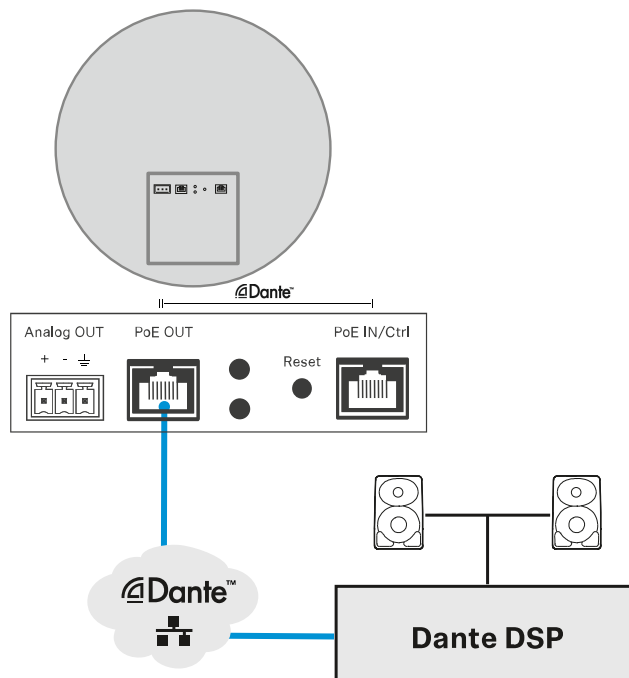 Dante™
Analog OUT PoE OUT PoE IN/Ctrl
+ - Reset
Dante™
Dante DSP